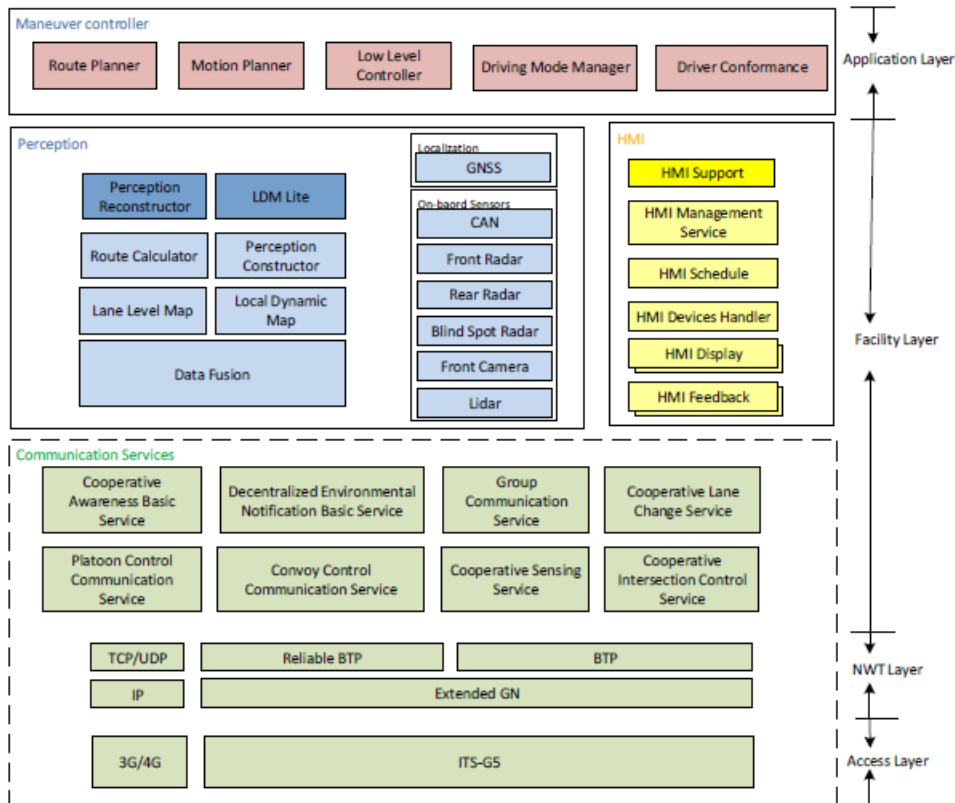 Maneuver controller
Route Planner
Motion Planner
Low Level
Controller
Driving Mode Manager
Driver Conformance
Application Layer
Perception
Perception
Reconstructor
LDM Lite
Route Calculator
Perception
Constructor
Lane Level Map
Local Dynamic
Map
Data Fusion
Localization
GNSS
On-baord Sensors
CAN
Front Radar
Rear Radar
Blind Spot Radar
Front Camera
Lidar
HMI
HMI Support
HMI Management
Service
HMI Schedule
HMI Devices Handler
HMI Display
HMI Feedback
Facility Layer
Communication Services
Cooperative
Awareness Basic
Service
Decentralized Environmental
Notification Basic Service
Group
Communication
Service
Cooperative Lane
Change Service
Platoon Control
Communication
Service
Convoy Control
Communication Service
Cooperative Sensing
Service
Cooperative
Intersection Control
Service
TCP/UDP
Reliable BTP
BTP
IP
Extended GN
NWT Layer
3G/4G
ITS-G5
Access Layer